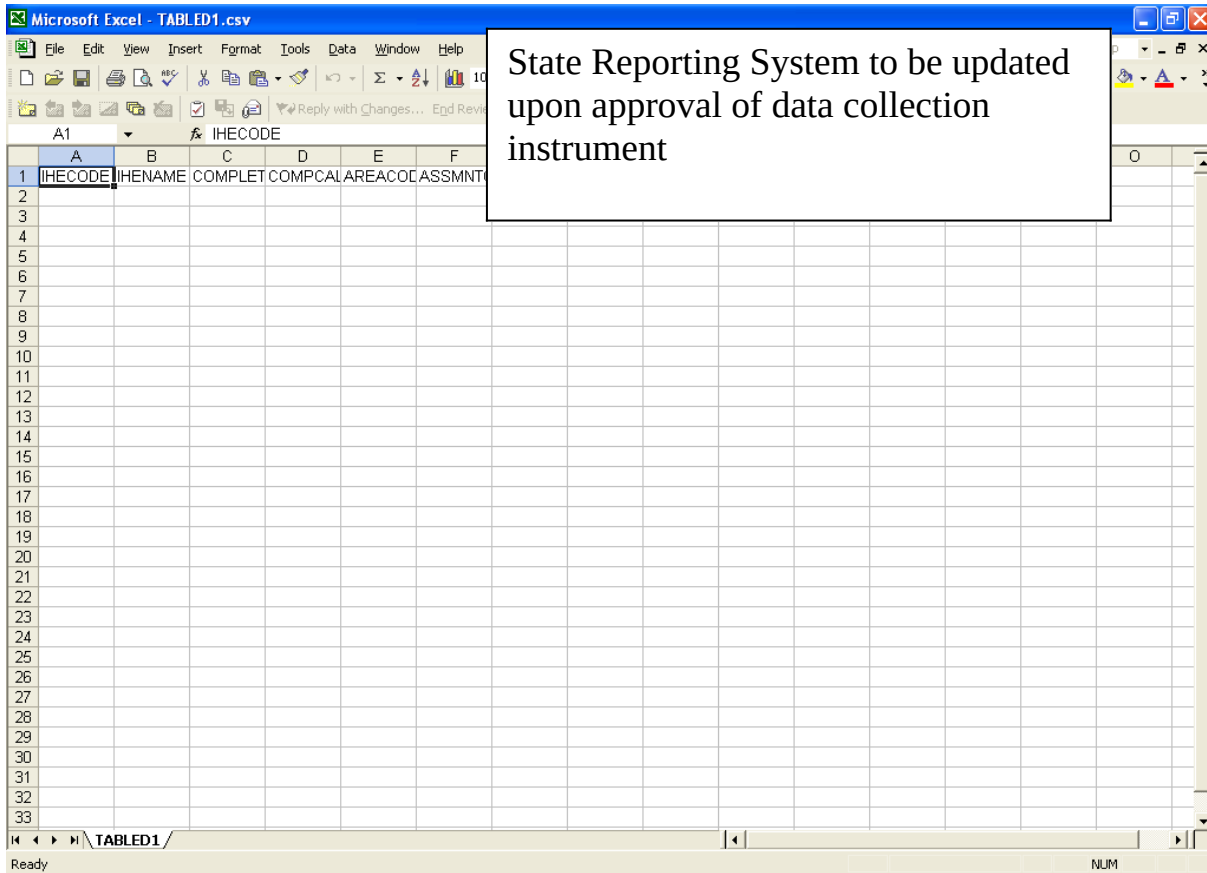 Microsoft Excel - TABLED1.csv
File Edit View Insert Format Tools Data Window Help
Reply with Changes... End Revie
State Reporting System to be updated
upon approval of data collection
instrument
A1 fx IHECODE
A B C D E F O
1 IHECODE IHENAME COMPLET COMPCAL AREACOD ASSMNT
2
3
4
5
6
7
8
9
10
11
12
13
14
15
16
17
18
19
20
21
22
23
24
25
26
27
28
29
30
31
32
33
TABLED1
Ready NUM